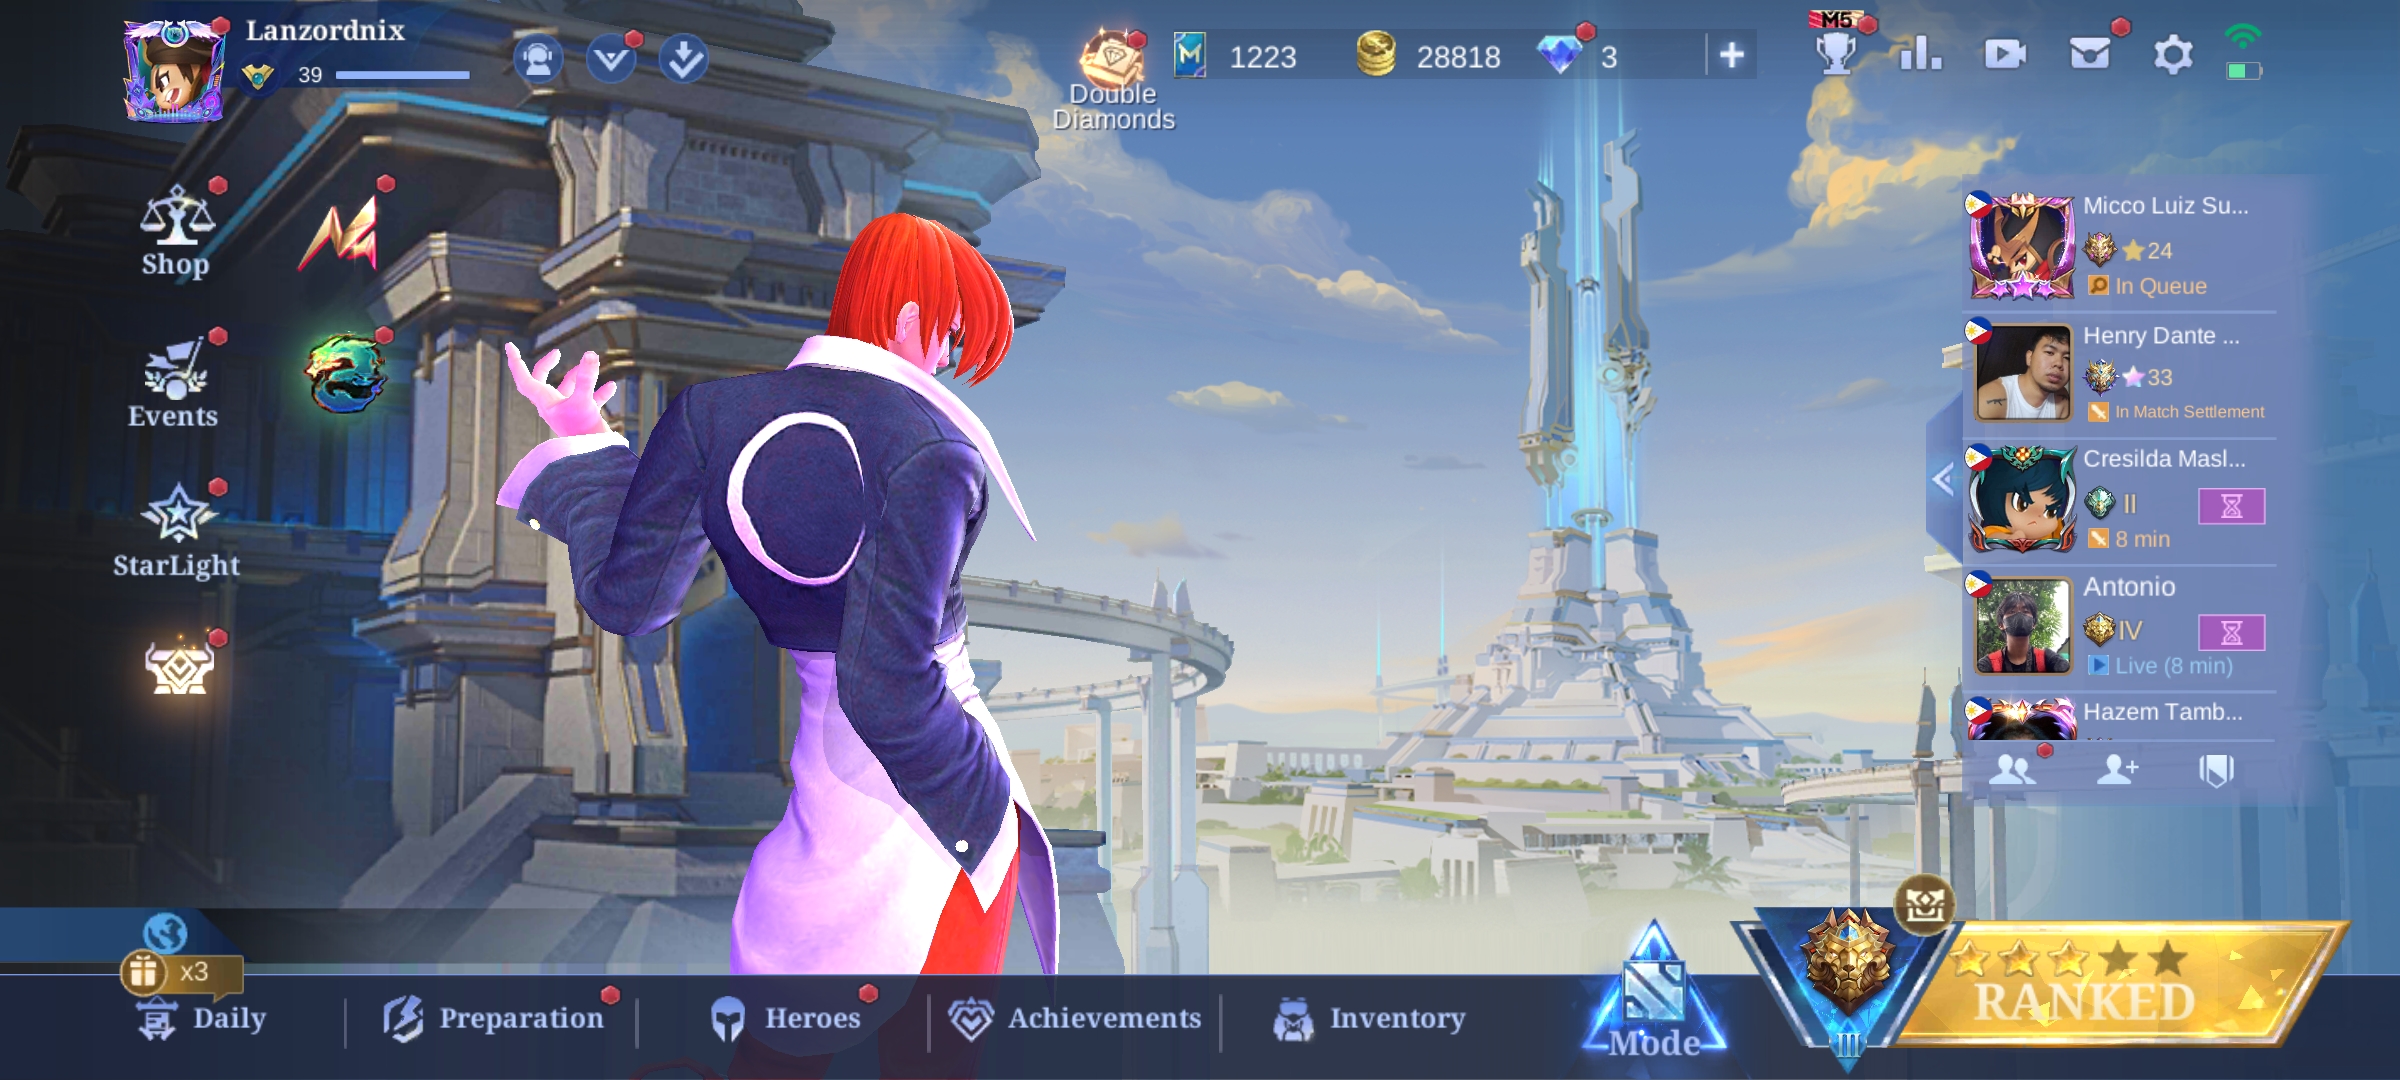 Lanzordnix
39
Double
Diamonds
1223
28818
3
M5
Shop
Events
StarLight
Micco Luiz Su...
24
In Queue
Henry Dante ...
33
In Match Settlement
Cresilda Masl...
II
8 min
Antonio
IV
Live (8 min)
Hazem Tamb...
x3
Daily
Preparation
Heroes
Achievements
Inventory
Mode
III
RANKED